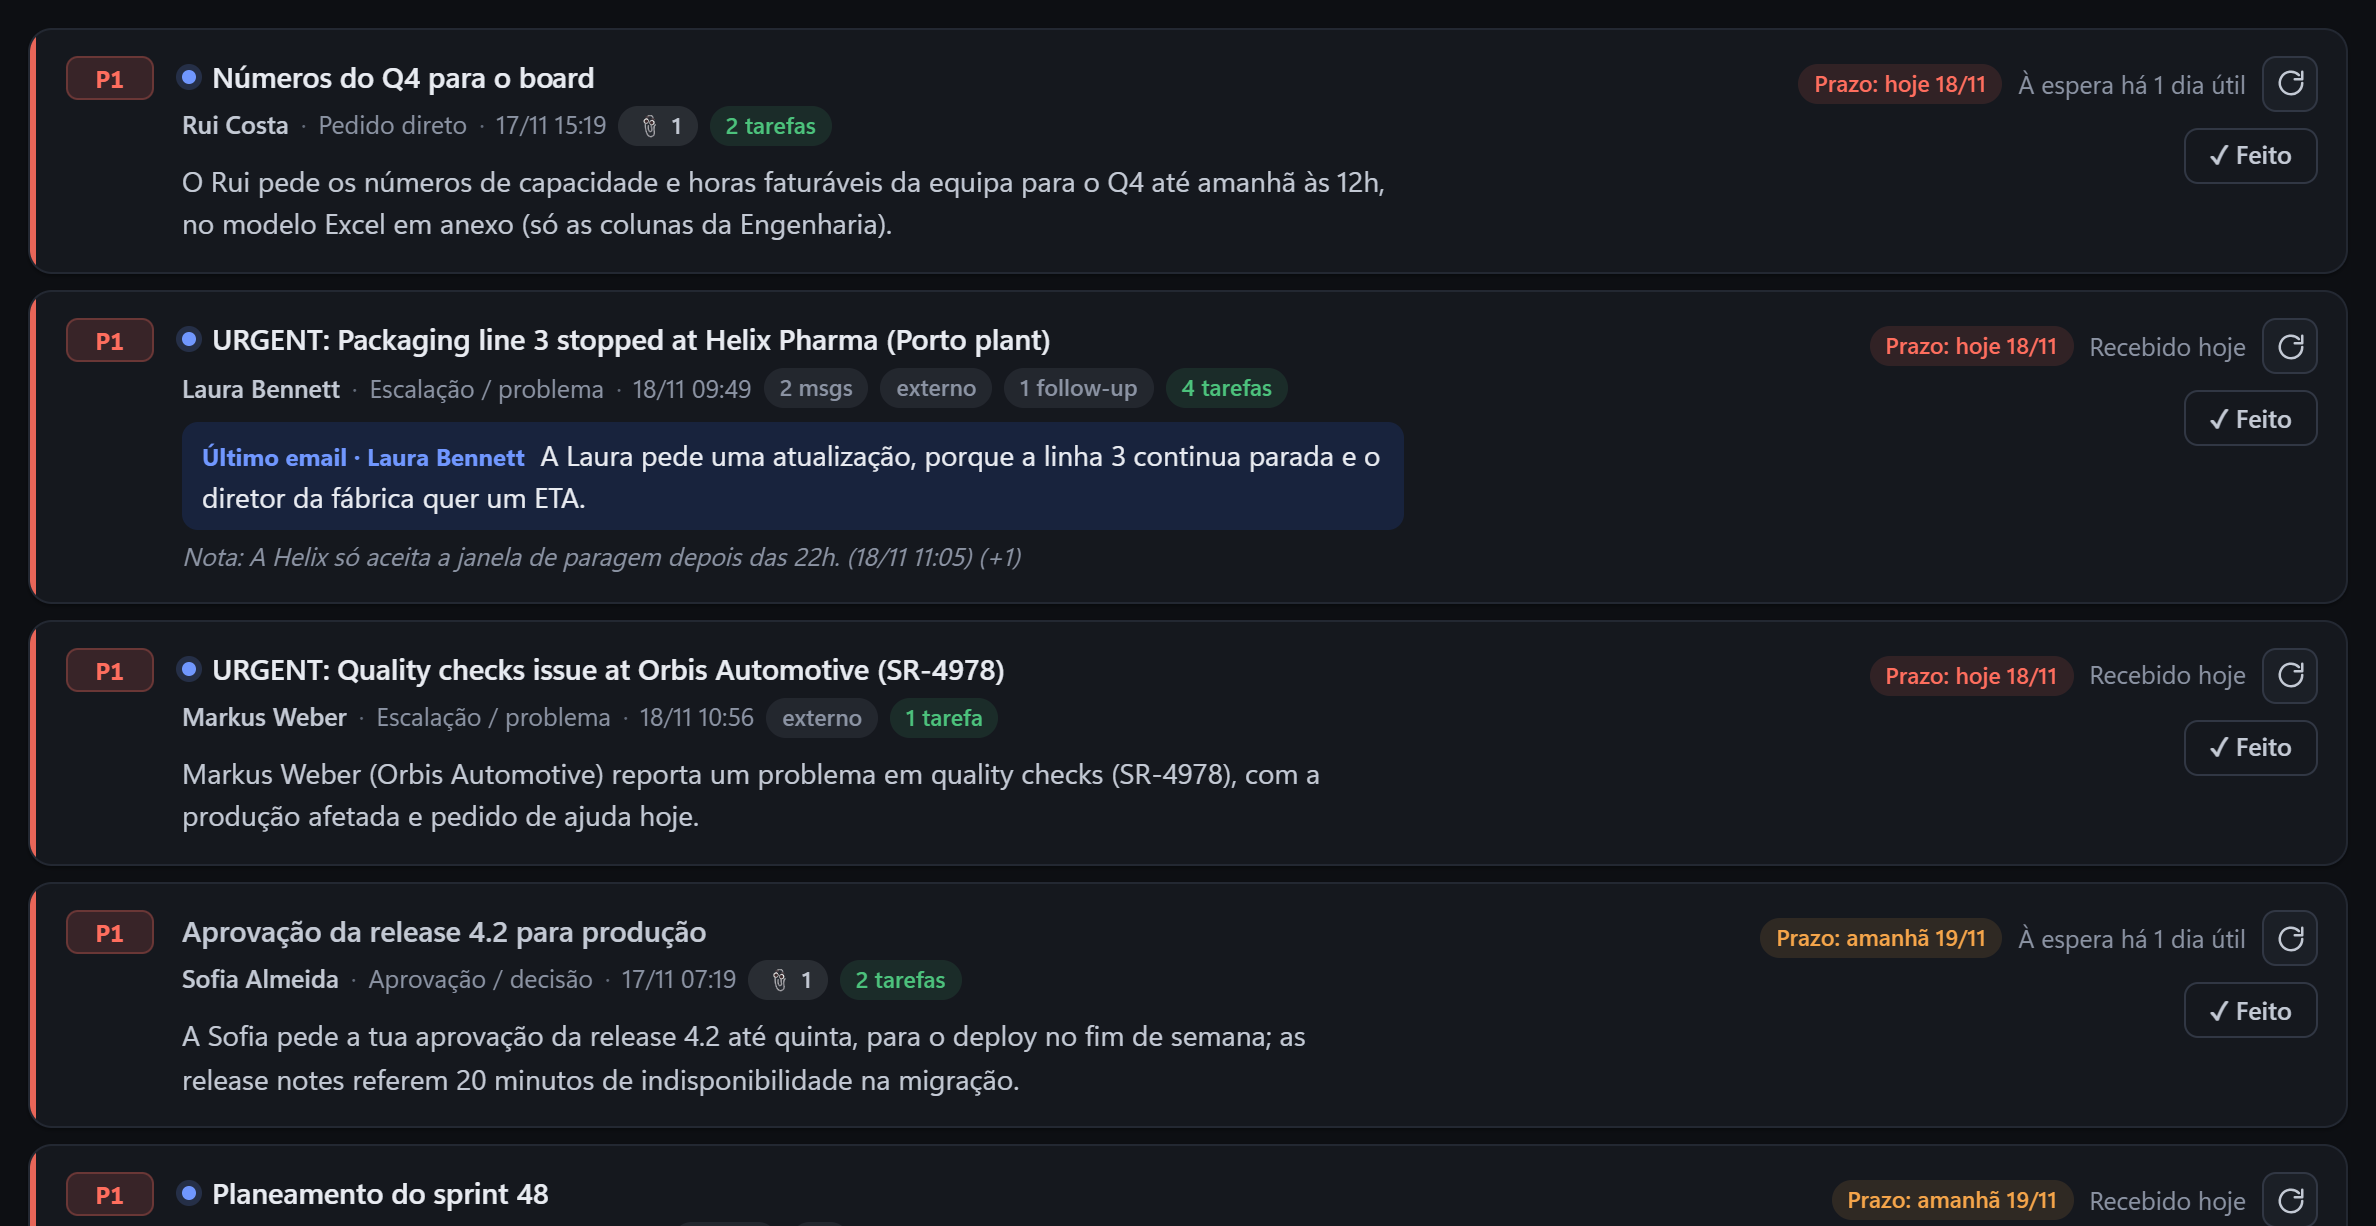 P1 Números do Q4 para o board Prazo: hoje 18/11 À espera há 1 dia útil
Rui Costa · Pedido direto · 17/11 15:19 1 2 tarefas
✓ Feito
O Rui pede os números de capacidade e horas faturáveis da equipa para o Q4 até amanhã às 12h,
no modelo Excel em anexo (só as colunas da Engenharia).
P1 URGENT: Packaging line 3 stopped at Helix Pharma (Porto plant) Prazo: hoje 18/11 Recebido hoje
Laura Bennett · Escalação / problema · 18/11 09:49 2 msgs externo 1 follow-up 4 tarefas
✓ Feito
Último email · Laura Bennett A Laura pede uma atualização, porque a linha 3 continua parada e o
diretor da fábrica quer um ETA.
Nota: A Helix só aceita a janela de paragem depois das 22h. (18/11 11:05) (+1)
P1 URGENT: Quality checks issue at Orbis Automotive (SR-4978) Prazo: hoje 18/11 Recebido hoje
Markus Weber · Escalação / problema · 18/11 10:56 externo 1 tarefa
✓ Feito
Markus Weber (Orbis Automotive) reporta um problema em quality checks (SR-4978), com a
produção afetada e pedido de ajuda hoje.
P1 Aprovação da release 4.2 para produção Prazo: amanhã 19/11 À espera há 1 dia útil
Sofia Almeida · Aprovação / decisão · 17/11 07:19 1 2 tarefas
✓ Feito
A Sofia pede a tua aprovação da release 4.2 até quinta, para o deploy no fim de semana; as
release notes referem 20 minutos de indisponibilidade na migração.
P1 Planeamento do sprint 48 Prazo: amanhã 19/11 Recebido hoje